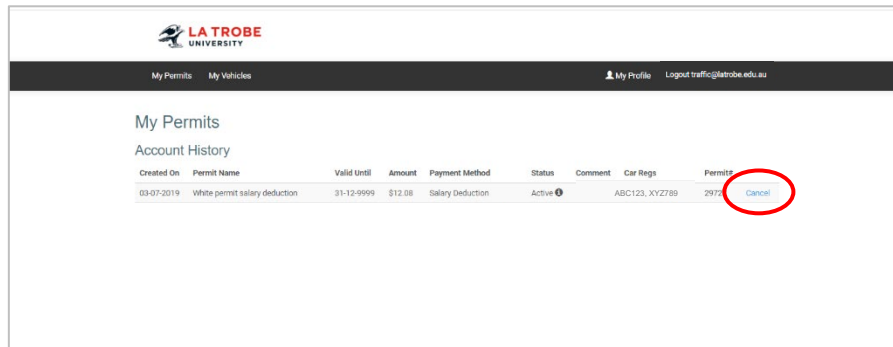 LA TROBE
UNIVERSITY
My Permits My Vehicles My Profile Logout traffic@latrobe.edu.au
My Permits
Account History
Created On Permit Name Valid Until Amount Payment Method Status Comment Car Regs Permit#
03-07-2019 White permit salary deduction 31-12-9999 $12.08 Salary Deduction Active ABC123, XYZ789 Cancel